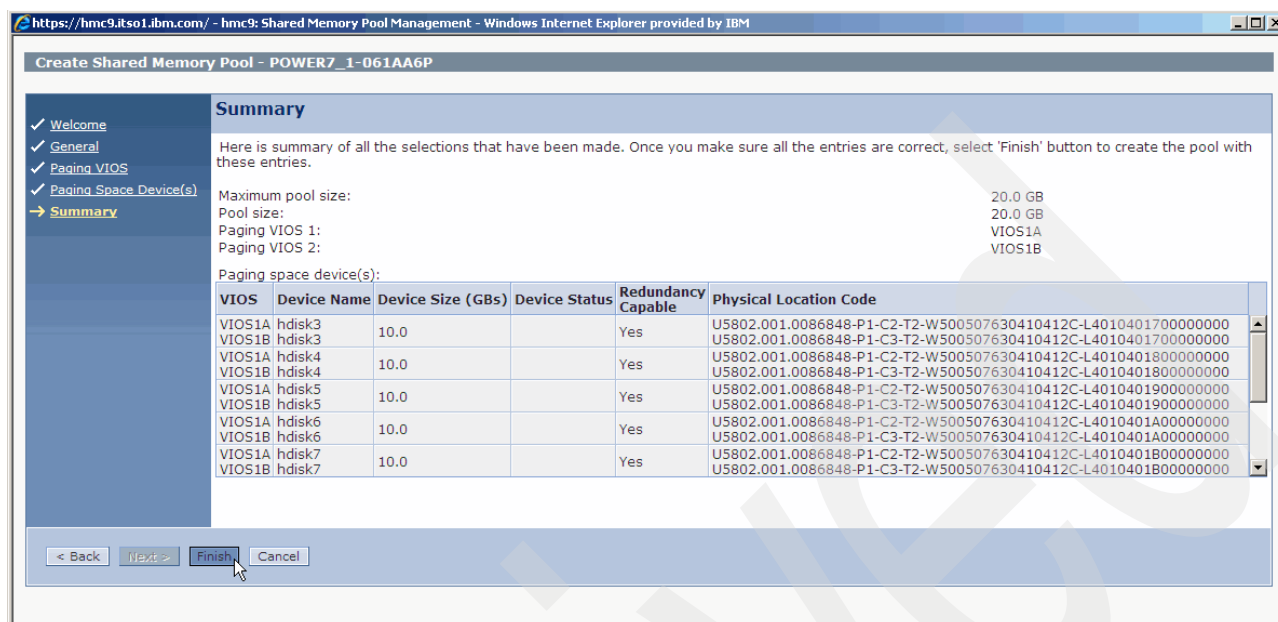 https://hmc9.itso1.ibm.com/ - hmc9: Shared Memory Pool Management - Windows Internet Explorer provided by IBM
Create Shared Memory Pool - POWER7_1-061AA6P
Welcome
General
Paging VIOS
Paging Space Device(s)
Summary
Summary
Here is summary of all the selections that have been made. Once you make sure all the entries are correct, select 'Finish' button to create the pool with
these entries.
Maximum pool size: 20.0 GB
Pool size: 20.0 GB
Paging VIOS 1: VIOS1A
Paging VIOS 2: VIOS1B
Paging space device(s):
VIOS Device Name Device Size (GBs) Device Status Redundancy Capable Physical Location Code
VIOS1A hdisk3 10.0 Yes U5802.001.0086848-P1-C2-T2-W500507630410412C-L4010401700000000
VIOS1B hdisk3 U5802.001.0086848-P1-C3-T2-W500507630410412C-L4010401700000000
VIOS1A hdisk4 10.0 Yes U5802.001.0086848-P1-C2-T2-W500507630410412C-L4010401800000000
VIOS1B hdisk4 U5802.001.0086848-P1-C3-T2-W500507630410412C-L4010401800000000
VIOS1A hdisk5 10.0 Yes U5802.001.0086848-P1-C2-T2-W500507630410412C-L4010401900000000
VIOS1B hdisk5 U5802.001.0086848-P1-C3-T2-W500507630410412C-L4010401900000000
VIOS1A hdisk6 10.0 Yes U5802.001.0086848-P1-C2-T2-W500507630410412C-L4010401A00000000
VIOS1B hdisk6 U5802.001.0086848-P1-C3-T2-W500507630410412C-L4010401A00000000
VIOS1A hdisk7 10.0 Yes U5802.001.0086848-P1-C2-T2-W500507630410412C-L4010401B00000000
VIOS1B hdisk7 U5802.001.0086848-P1-C3-T2-W500507630410412C-L4010401B00000000
< Back Next > Finish Cancel